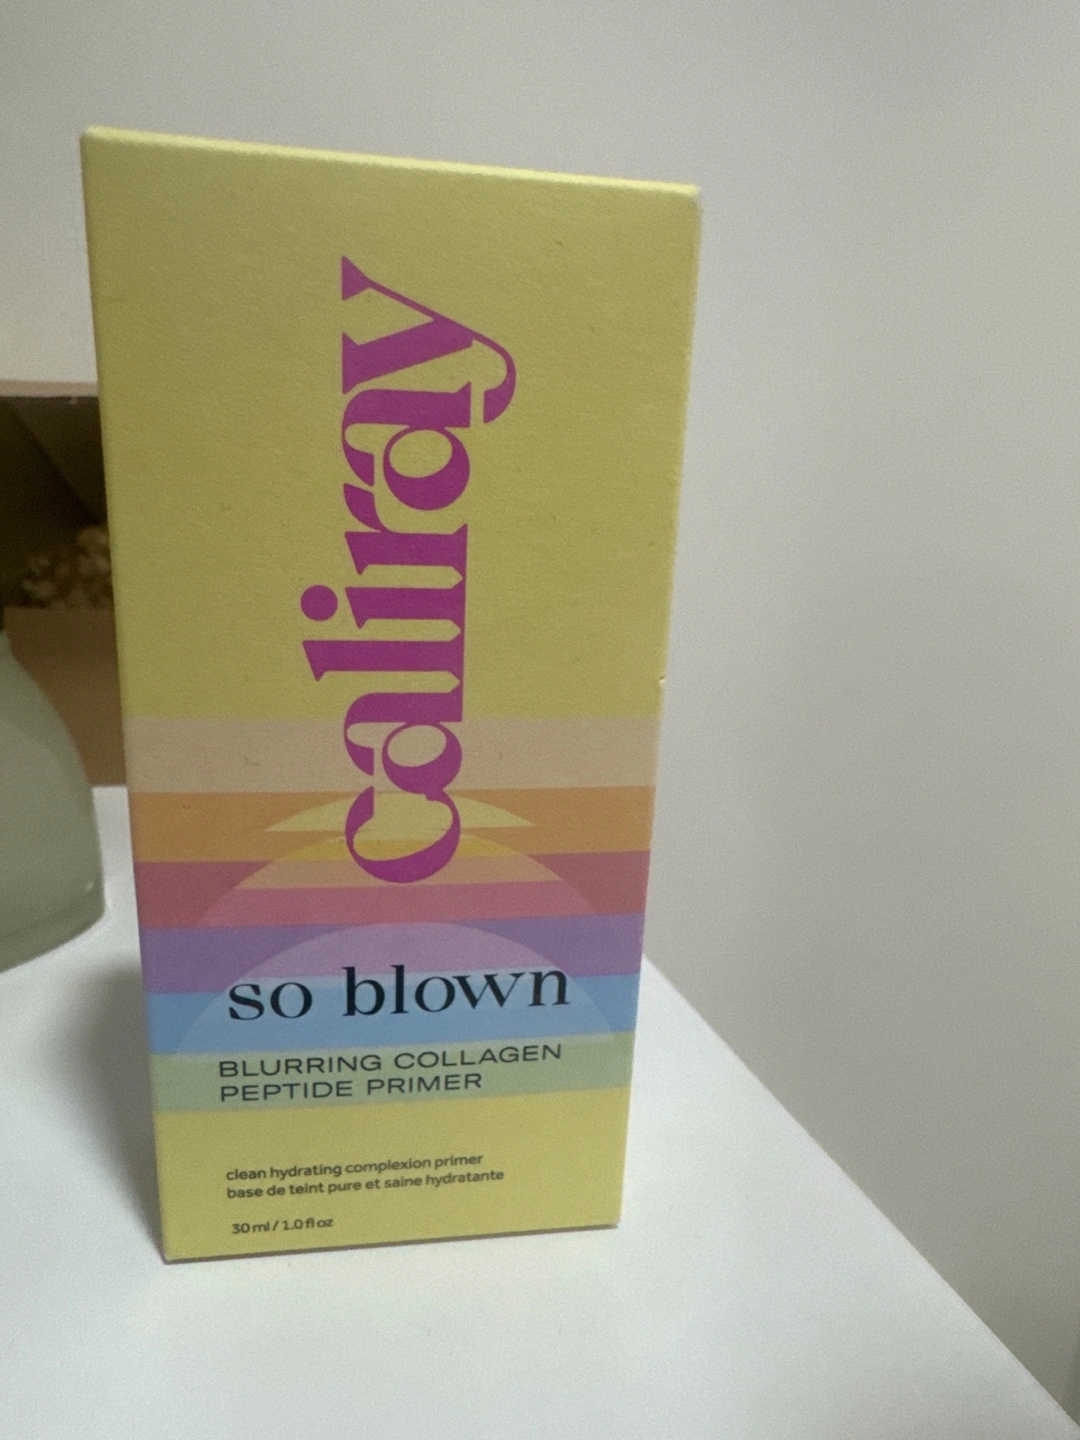 caliray
so blown
BLURRING COLLAGEN
PEPTIDE PRIMER
clean hydrating complexion primer
base de teint pure et saine hydratante
30 ml / 1.0 fl oz